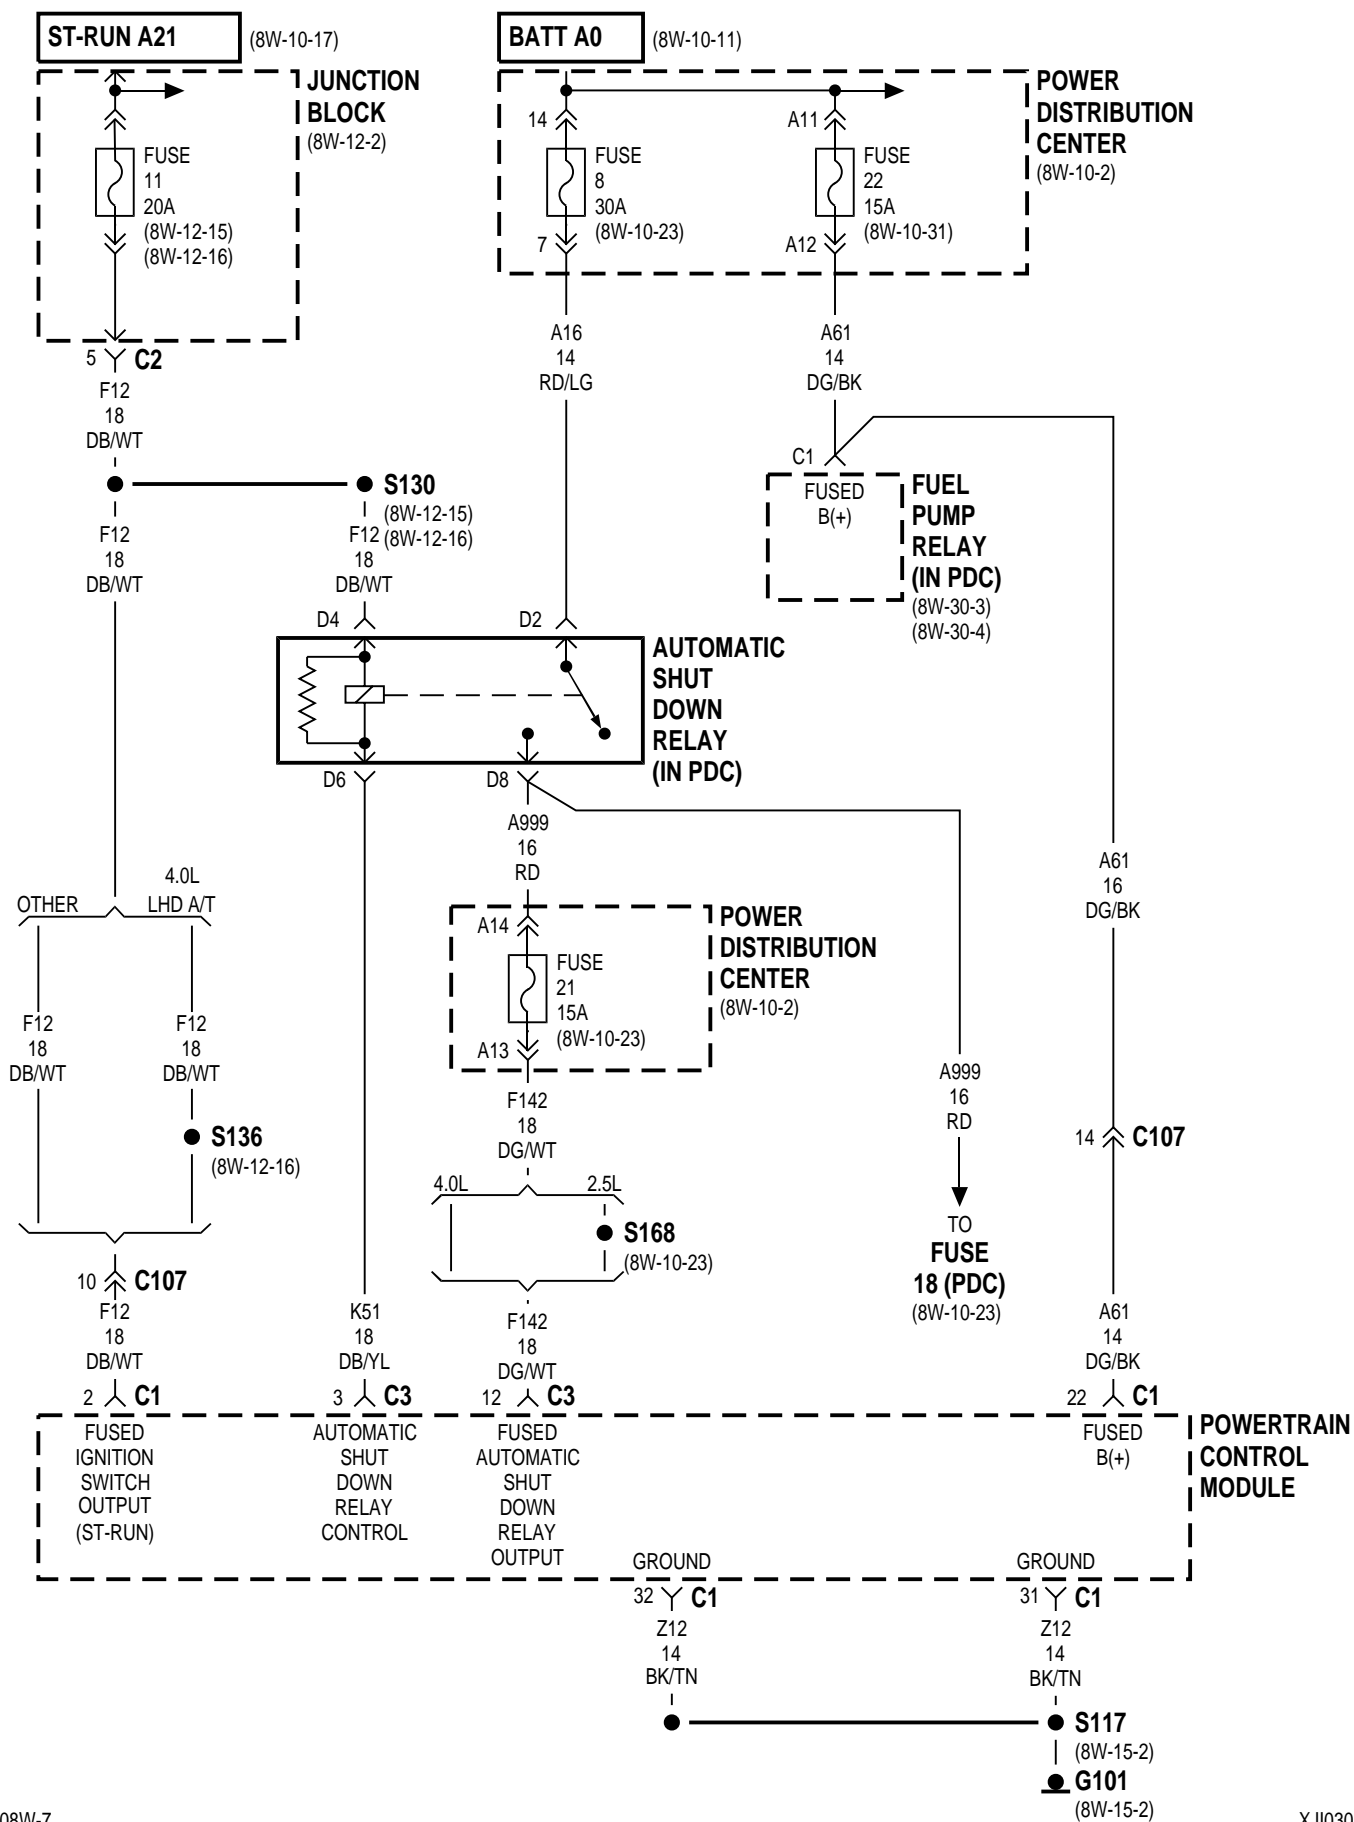 ST-RUN A21
(8W-10-17)
BATT A0
(8W-10-11)
JUNCTION
BLOCK
(8W-12-2)
FUSE
11
20A
(8W-12-15)
(8W-12-16)
POWER
DISTRIBUTION
CENTER
(8W-10-2)
14
FUSE
8
30A
(8W-10-23)
7
A11
FUSE
22
15A
(8W-10-31)
A12
5
C2
F12
18
DB/WT
A16
14
RD/LG
A61
14
DG/BK
S130
(8W-12-15)
(8W-12-16)
F12
18
DB/WT
F12
18
DB/WT
C1
FUSED
B(+)
FUEL
PUMP
RELAY
(IN PDC)
(8W-30-3)
(8W-30-4)
D4
D2
AUTOMATIC
SHUT
DOWN
RELAY
(IN PDC)
D6
D8
A999
16
RD
4.0L
OTHER
LHD A/T
A61
16
DG/BK
A14
FUSE
21
15A
(8W-10-23)
A13
POWER
DISTRIBUTION
CENTER
(8W-10-2)
F12
18
DB/WT
F12
18
DB/WT
A999
16
RD
F142
18
DG/WT
S136
(8W-12-16)
14
C107
4.0L
2.5L
S168
(8W-10-23)
TO
FUSE
18 (PDC)
(8W-10-23)
10
C107
F12
18
DB/WT
K51
18
DB/YL
F142
18
DG/WT
A61
14
DG/BK
2
C1
3
C3
12
C3
22
C1
FUSED
IGNITION
SWITCH
OUTPUT
(ST-RUN)
AUTOMATIC
SHUT
DOWN
RELAY
CONTROL
FUSED
AUTOMATIC
SHUT
DOWN
RELAY
OUTPUT
FUSED
B(+)
POWERTRAIN
CONTROL
MODULE
GROUND
GROUND
32
C1
31
C1
Z12
14
BK/TN
Z12
14
BK/TN
S117
(8W-15-2)
G101
(8W-15-2)
08W-7
XJI030